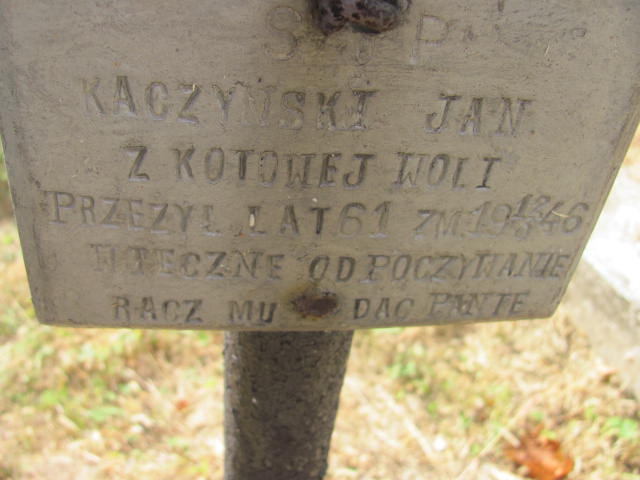 S P
KACZYNSKI JAN
Z KOTOWEJ WOLI
PRZEZYŁ LAT 61 ZM.
WIECZNE ODPOCZYWANIE
RACZ MU DAC PANIE